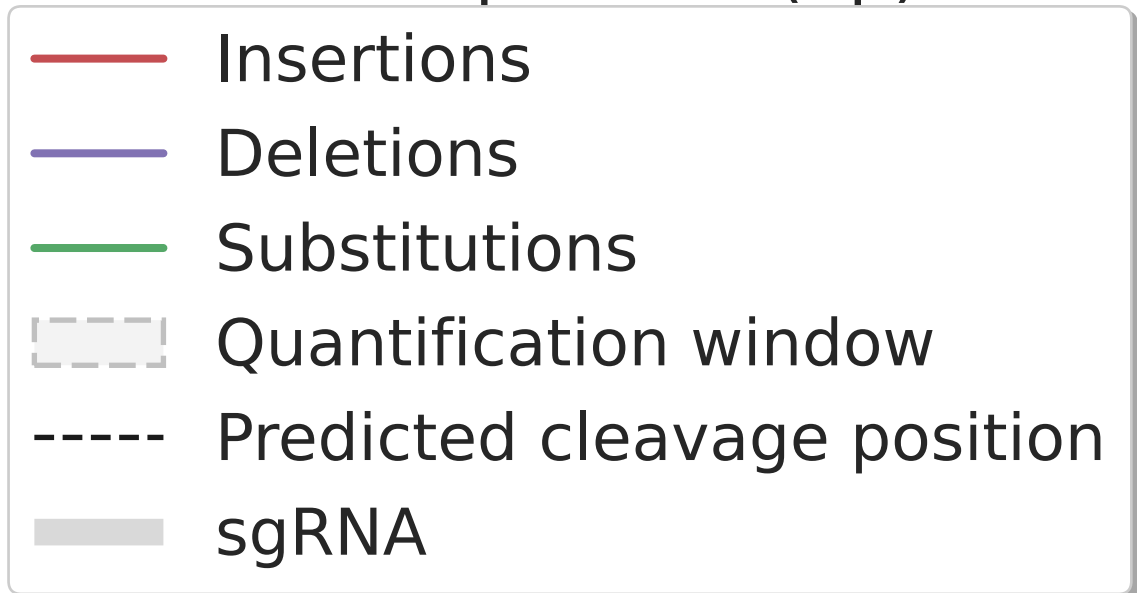 Insertions
Deletions
Substitutions
Quantification window
Predicted cleavage position
sgRNA